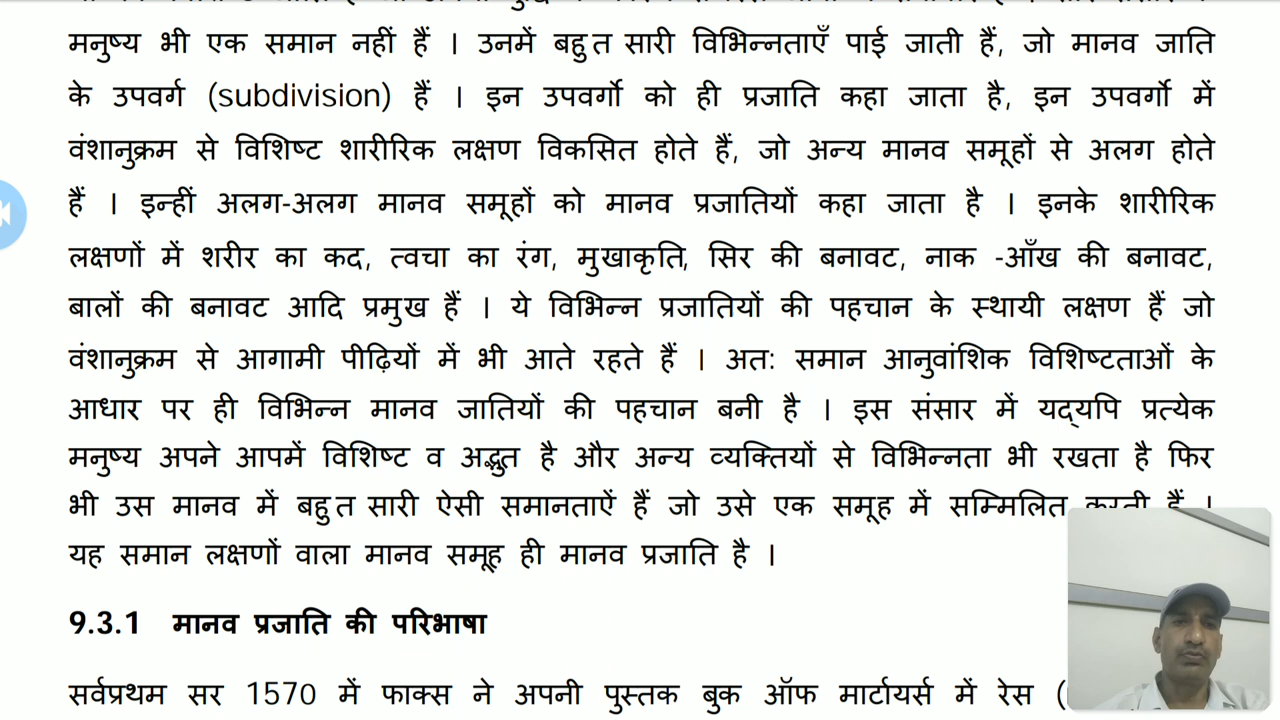 मनुष्य भी एक समान नहीं हैं । उनमें बहुत सारी विभिन्नताएँ पाई जाती हैं, जो मानव जाति
के उपवर्ग (subdivision) हैं । इन उपवर्गो को ही प्रजाति कहा जाता है, इन उपवर्गो में
वंशानुक्रम से विशिष्ट शारीरिक लक्षण विकसित होते हैं, जो अन्य मानव समूहों से अलग होते
हैं । इन्हीं अलग-अलग मानव समूहों को मानव प्रजातियों कहा जाता है । इनके शारीरिक
लक्षणों में शरीर का कद, त्वचा का रंग, मुखाकृति, सिर की बनावट, नाक -आँख की बनावट,
बालों की बनावट आदि प्रमुख हैं । ये विभिन्न प्रजातियों की पहचान के स्थायी लक्षण हैं जो
वंशानुक्रम से आगामी पीढ़ियों में भी आते रहते हैं । अत: समान आनुवांशिक विशिष्टताओं के
आधार पर ही विभिन्न मानव जातियों की पहचान बनी है । इस संसार में यद्यपि प्रत्येक
मनुष्य अपने आपमें विशिष्ट व अद्भुत है और अन्य व्यक्तियों से विभिन्नता भी रखता है फिर
भी उस मानव में बहुत सारी ऐसी समानताऐं हैं जो उसे एक समूह में सम्मिलित करती हैं ।
यह समान लक्षणों वाला मानव समूह ही मानव प्रजाति है ।
9.3.1 मानव प्रजाति की परिभाषा
सर्वप्रथम सर 1570 में फाक्स ने अपनी पुस्तक बुक ऑफ मार्टायर्स में रेस (